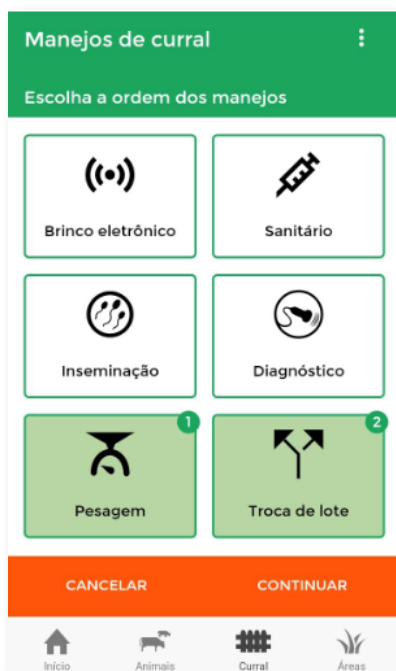 Manejos de curral
Escolha a ordem dos manejos
Brinco eletrônico
Sanitário
Inseminação
Diagnóstico
1
Pesagem
2
Troca de lote
CANCELAR
CONTINUAR
Início
Animais
Curral
Áreas